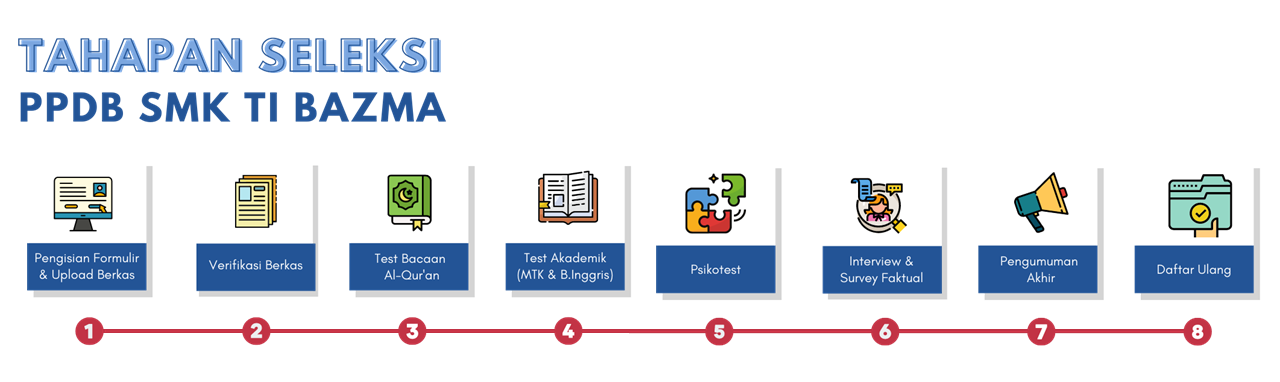 TAHAPAN SELEKSI
PPDB SMK TI BAZMA
Pengisian Formulir
& Upload Berkas
Verifikasi Berkas
Test Bacaan
Al-Qur'an
Test Akademik
(MTK & B.Inggris)
Psikotest
Interview &
Survey Faktual
Pengumuman
Akhir
Daftar Ulang
1
2
3
4
5
6
7
8